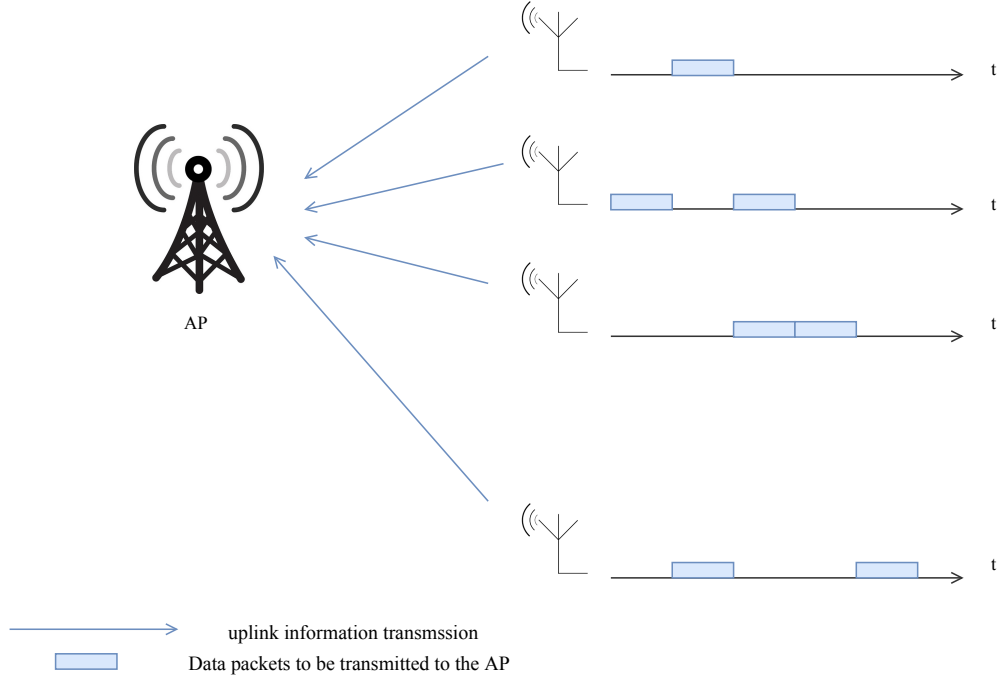 t
t
AP
t
t
uplink information transmssion
Data packets to be transmitted to the AP